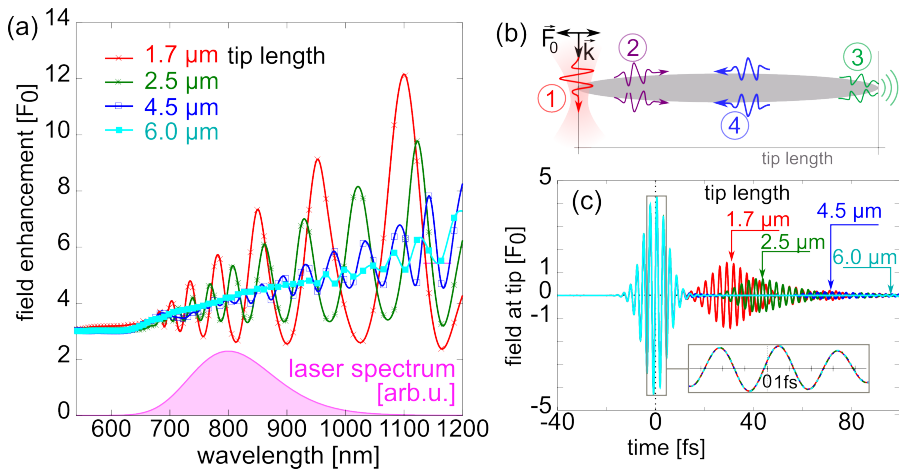 (a)
14
12
10
8
6
4
2
0
field enhancement [F0]
1.7 µm tip length
2.5 µm
4.5 µm
6.0 µm
laser spectrum
[arb.u.]
600 700 800 900 1000 1100 1200
wavelength [nm]
(b)
F0 k
1
2
3
4
tip length
(c)
5
1
0
-1
-5
field at tip [F0]
tip length
1.7 µm
2.5 µm
4.5 µm
6.0 µm
01fs
-40 0 40 80
time [fs]